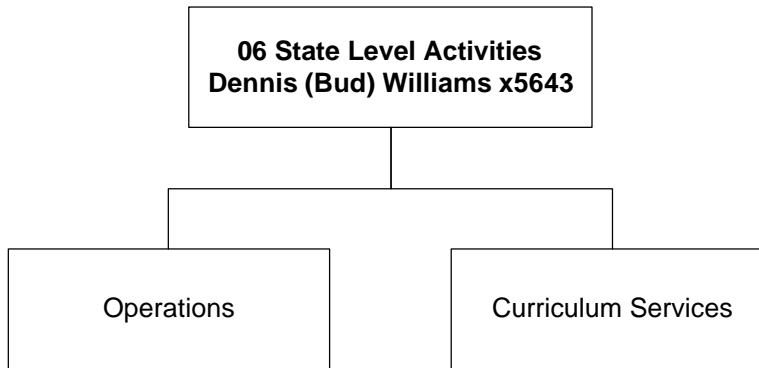 06 State Level Activities
Dennis (Bud) Williams x5643
Operations
Curriculum Services